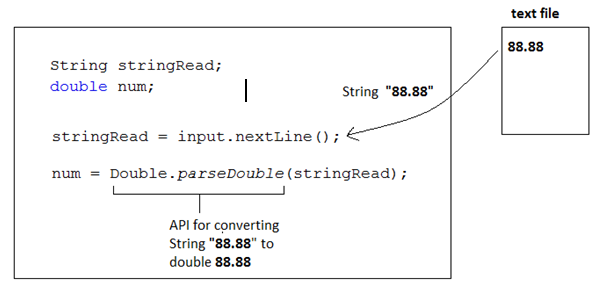 text file
88.88
String stringRead;
double num;
String "88.88"
stringRead = input.nextLine();
num = Double.parseDouble(stringRead);
API for converting
String "88.88" to
double 88.88